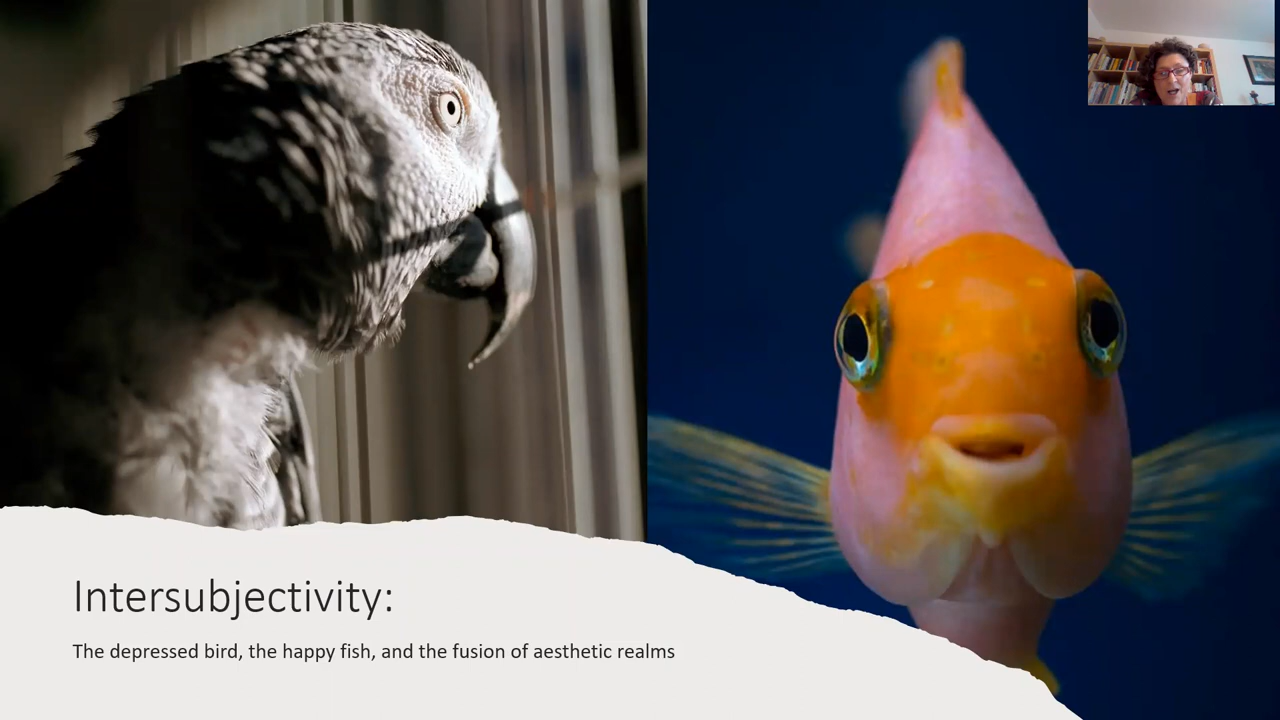 Intersubjectivity:
The depressed bird, the happy fish, and the fusion of aesthetic realms